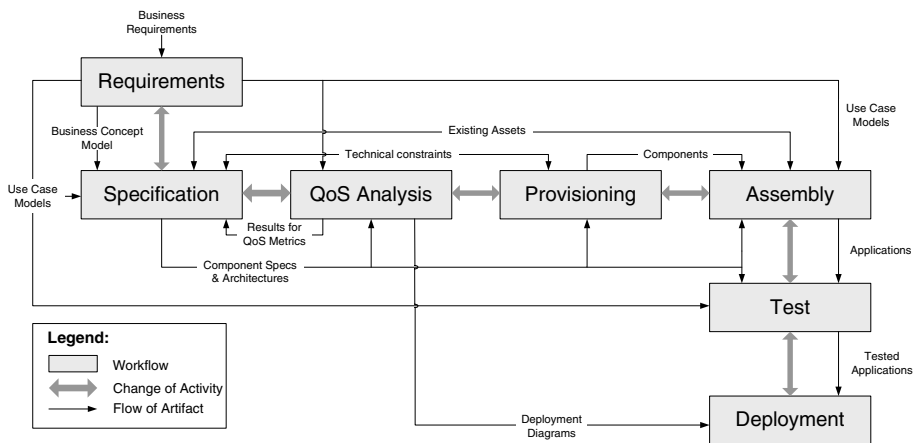 Business
Requirements
Requirements
Business Concept
Model
Use Case
Models
Existing Assets
Technical constraints
Components
Use Case
Models
Specification
QoS Analysis
Provisioning
Assembly
Results for
QoS Metrics
Component Specs
& Architectures
Applications
Test
Legend:
Workflow
Change of Activity
Flow of Artifact
Tested
Applications
Deployment
Diagrams
Deployment